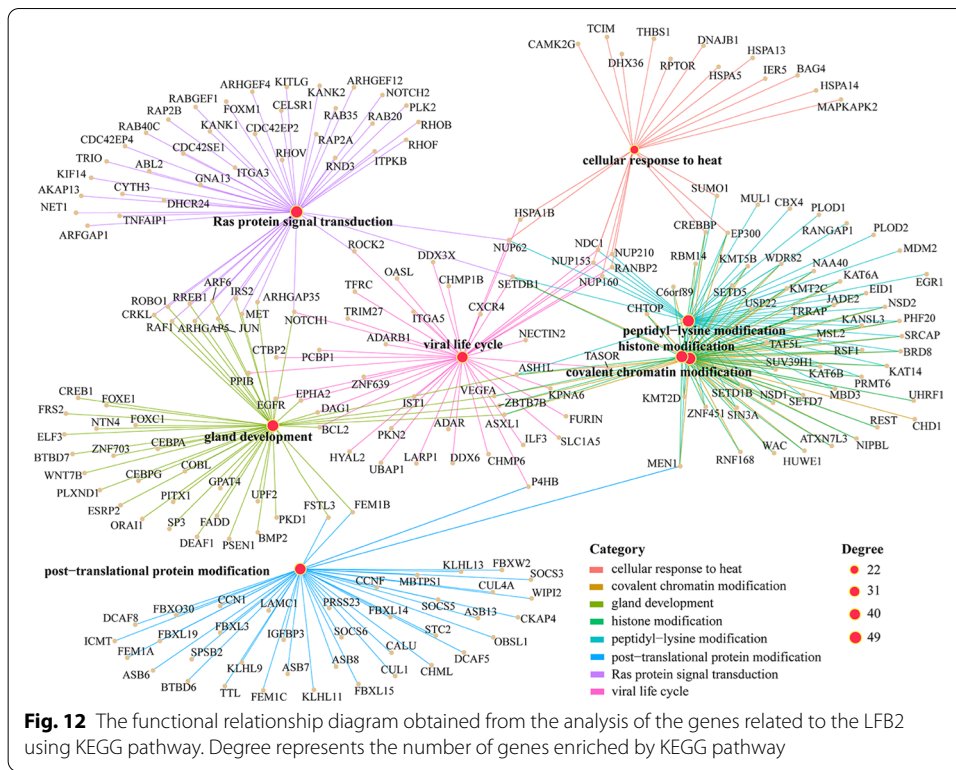 TCIM
THBS1
CAMK2G
DNAJB1
DHX36
RPTOR
HSPA13
HSPA5
IER5
BAG4
HSPA14
MAPKAPK2
cellular response to heat
ARHGEF4
KITLG
ARHGEF12
RABGEF1
KANK2
NOTCH2
RAP2B
FOXM1
CELSR1
PLK2
RAB40C
RAB35
RAB20
KANK1
CDC42EP2
RHOB
CDC42EP4
CDC42SE1
RAP2A
RHOF
TRIO
ABL2
RHOV
ITPKB
KIF14
GNA13
ITGA3
RND3
AKAP13
CYTH3
NET1
DHCR24
TNFAIP1
ARFGAP1
Ras protein signal transduction
SUMO1
MUL1
CBX4
PLOD1
HSPA1B
CREBBP
EP300
RANGAP1
PLOD2
NUP62
NDC1
NUP210
NUP153
RANBP2
RBM14
KMT5B
WDR82
NAA40
MDM2
ROCK2
DDX3X
SETDB1
NUP160
KAT6A
EGR1
OASL
CHMP1B
C6orf89
SETD5
KMT2C
EID1
ARF6
IRS2
TFRC
CHTOP
USP22
JADE2
NSD2
ROBO1
RREB1
ARHGAP35
CXCR4
TRRAP
KANSL3
PHF20
CRKL
MET
TRIM27
ITGA5
RAF1
ARHGAP5
JUN
NOTCH1
peptidyl−lysine modification
MSL2
SRCAP
ADARB1
NECTIN2
histone modification
TAF5L
RSF1
BRD8
CTBP2
PCBP1
viral life cycle
TASOR
SUV39H1
ASH1L
covalent chromatin modification
KAT6B
KAT14
PPIB
ZNF639
PRMT6
EPHA2
VEGFA
KPNA6
SETD1B
NSD1
MBD3
UHRF1
CREB1
FOXE1
EGFR
DAG1
IST1
ZBTB7B
KMT2D
SETD7
FRS2
NTN4
FOXC1
ASXL1
FURIN
ZNF451
SIN3A
REST
CHD1
BCL2
ADAR
ELF3
CEBPA
gland development
PKN2
ILF3
SLC1A5
ATXN7L3
NIPBL
BTBD7
ZNF703
WAC
HYAL2
LARP1
DDX6
CHMP6
RNF168
HUWE1
WNT7B
CEBPG
COBL
UBAP1
MEN1
PLXND1
GPAT4
P4HB
ESRP2
PITX1
UPF2
FEM1B
ORAI1
SP3
FADD
PKD1
FSTL3
DEAF1
PSEN1
BMP2
post−translational protein modification
CCNF
MBTPS1
KLHL13
FBXW2
SOCS3
CUL4A
WIPI2
FBXO30
CCN1
LAMC1
PRSS23
FBXL14
SOCS5
ASB13
CKAP4
DCAF8
ICMT
FBXL19
FBXL3
IGFBP3
SOCS6
STC2
OBSL1
FEM1A
SPSB2
CALU
DCAF5
ASB6
KLHL9
ASB7
ASB8
CUL1
CHML
BTBD6
TTL
FEM1C
KLHL11
FBXL15
Category
cellular response to heat
covalent chromatin modification
gland development
histone modification
peptidyl−lysine modification
post−translational protein modification
Ras protein signal transduction
viral life cycle
Degree
22
31
40
49
Fig. 12 The functional relationship diagram obtained from the analysis of the genes related to the LFB2
using KEGG pathway. Degree represents the number of genes enriched by KEGG pathway